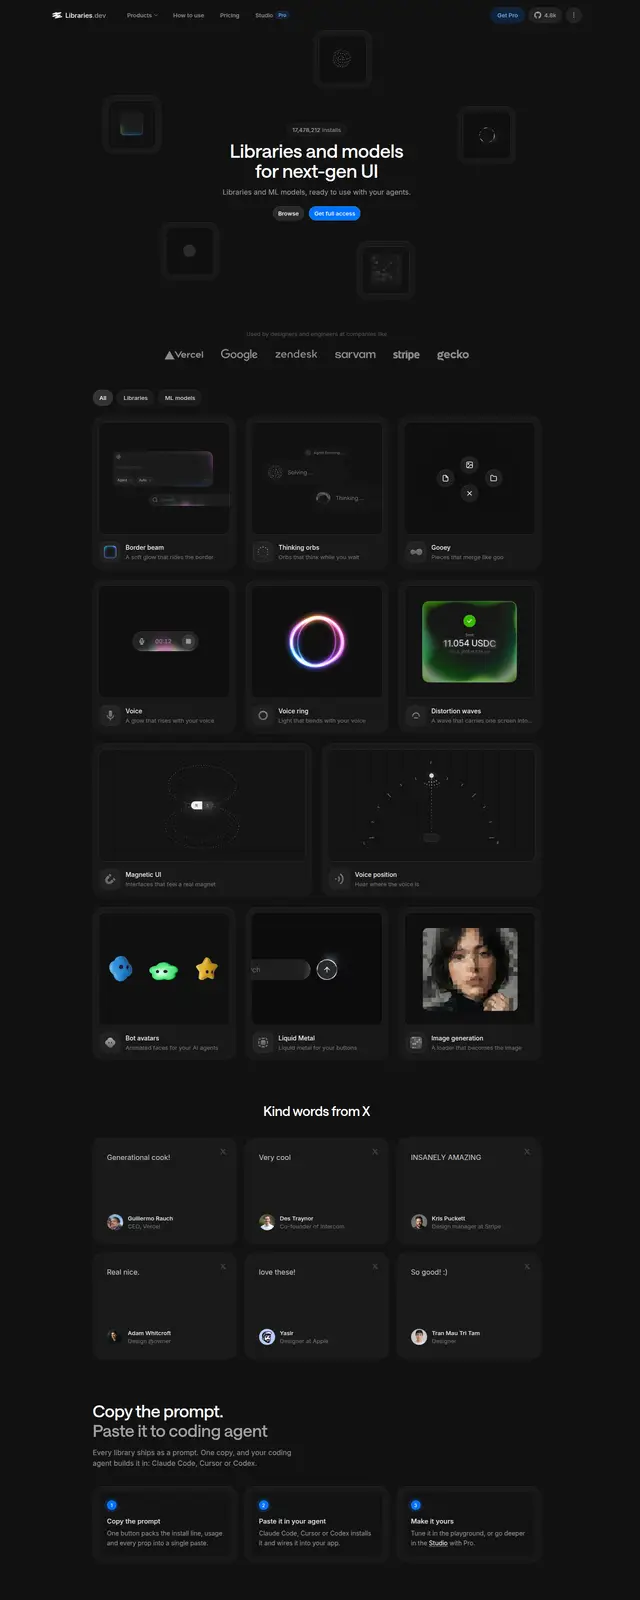 Libraries.dev
Products
How to use
Pricing
Studio Pro
Get Pro
4.8k
17,478,212 installs
Libraries and models
for next-gen UI
Libraries and ML models, ready to use with your agents.
Browse
Get full access
Used by designers and engineers at companies like
Vercel
Google
zendesk
sarvam
stripe
gecko
All
Libraries
ML models
Solving...
Thinking...
Border beam
A soft glow that rides the border
Thinking orbs
Orbs that think while you wait
Gooey
Pieces that merge like goo
00:12
11.054 USDC
Voice
A glow that rises with your voice
Voice ring
Light that bends with your voice
Distortion waves
A wave that carries one screen into...
Magnetic UI
Interfaces that feel a real magnet
Voice position
Hear where the voice is
rch
Bot avatars
Animated faces for your AI agents
Liquid Metal
Liquid metal for your buttons
Image generation
A loader that becomes the image
Kind words from X
Generational cook!
Guillermo Rauch
CEO, Vercel
Very cool
Des Traynor
Co-founder of Intercom
INSANELY AMAZING
Kris Puckett
Design manager at Stripe
Real nice.
Adam Whitcroft
love these!
Yasir
Designer at Apple
So good! :)
Tran Mau Tri Tam
Designer
Copy the prompt.
Paste it to coding agent
Every library ships as a prompt. One copy, and your coding
agent builds it in: Claude Code, Cursor or Codex.
1
Copy the prompt
One button packs the install line, usage
and every prop into a single paste.
2
Paste it in your agent
Claude Code, Cursor or Codex installs
it and wires it into your app.
3
Make it yours
Tune it in the playground, or go deeper
in the Studio with Pro.